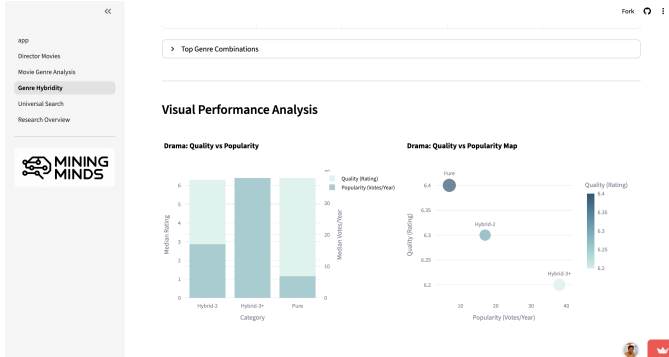 Fork
app
Director Movies
Movie Genre Analysis
Genre Hybridity
Universal Search
Research Overview
MINING
MINDS
Top Genre Combinations
Visual Performance Analysis
Drama: Quality vs Popularity
Quality (Rating)
Popularity (Votes/Year)
6
5
4
3
2
1
0
Median Rating
30
20
10
0
Median Votes/Year
Hybrid-2 Hybrid-3+ Pure
Category
Drama: Quality vs Popularity Map
Pure
Hybrid-2
Hybrid-3+
6.4
6.35
6.3
6.25
6.2
Quality (Rating)
10 20 30 40
Popularity (Votes/Year)
Quality (Rating)
6.4
6.35
6.3
6.25
6.2